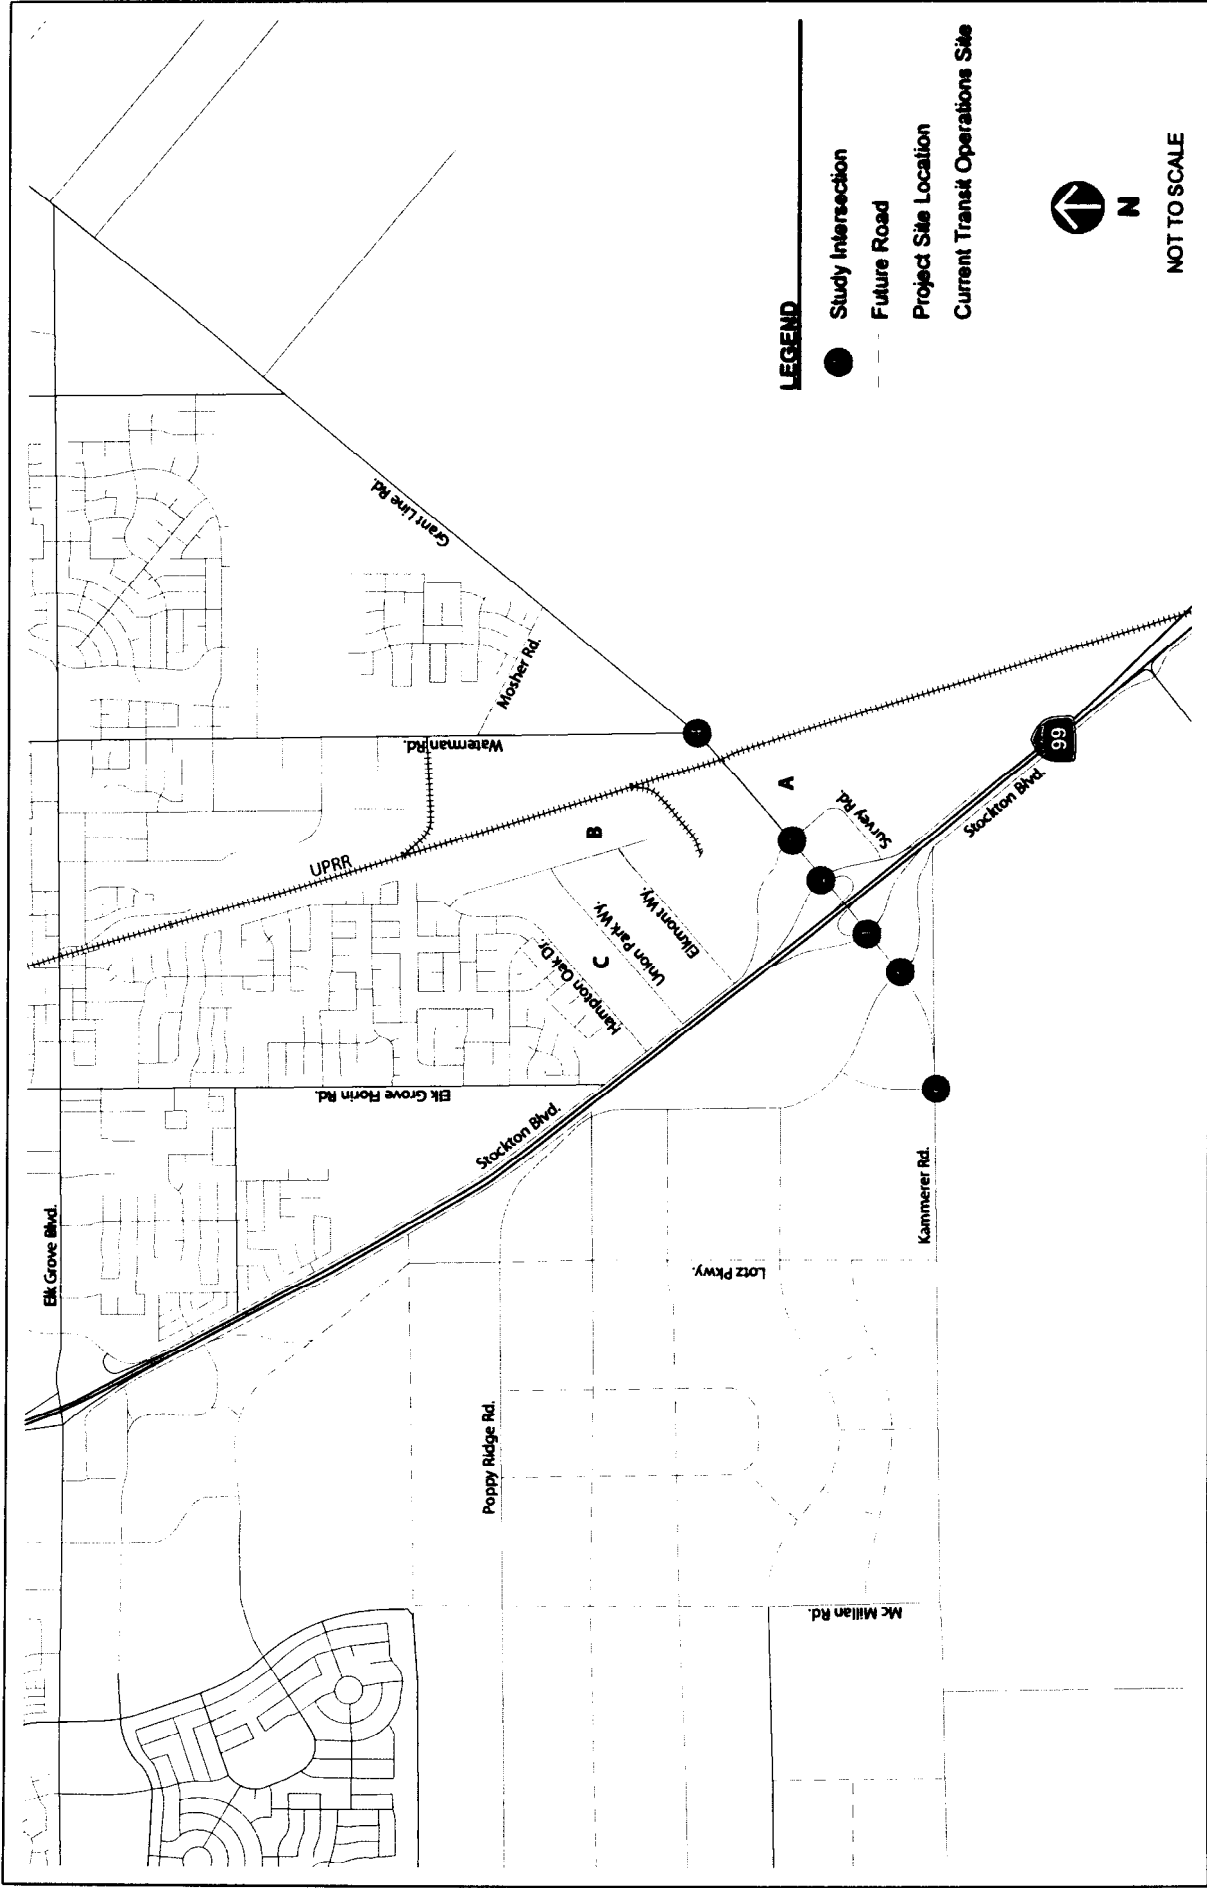 Elk Grove Blvd.
UPRR
Waterman Rd.
Grant Line Rd.
Mosher Rd.
Elk Grove Florin Rd.
Stockton Blvd.
Hampton Oak Dr.
C
Union Park Wy.
Elkmont Wy.
B
A
Survey Rd.
Stockton Blvd.
99
Poppy Ridge Rd.
Lotz Pkwy.
Kammerer Rd.
Mc Millan Rd.
LEGEND
Study Intersection
Future Road
Project Site Location
Current Transit Operations Site
N
NOT TO SCALE